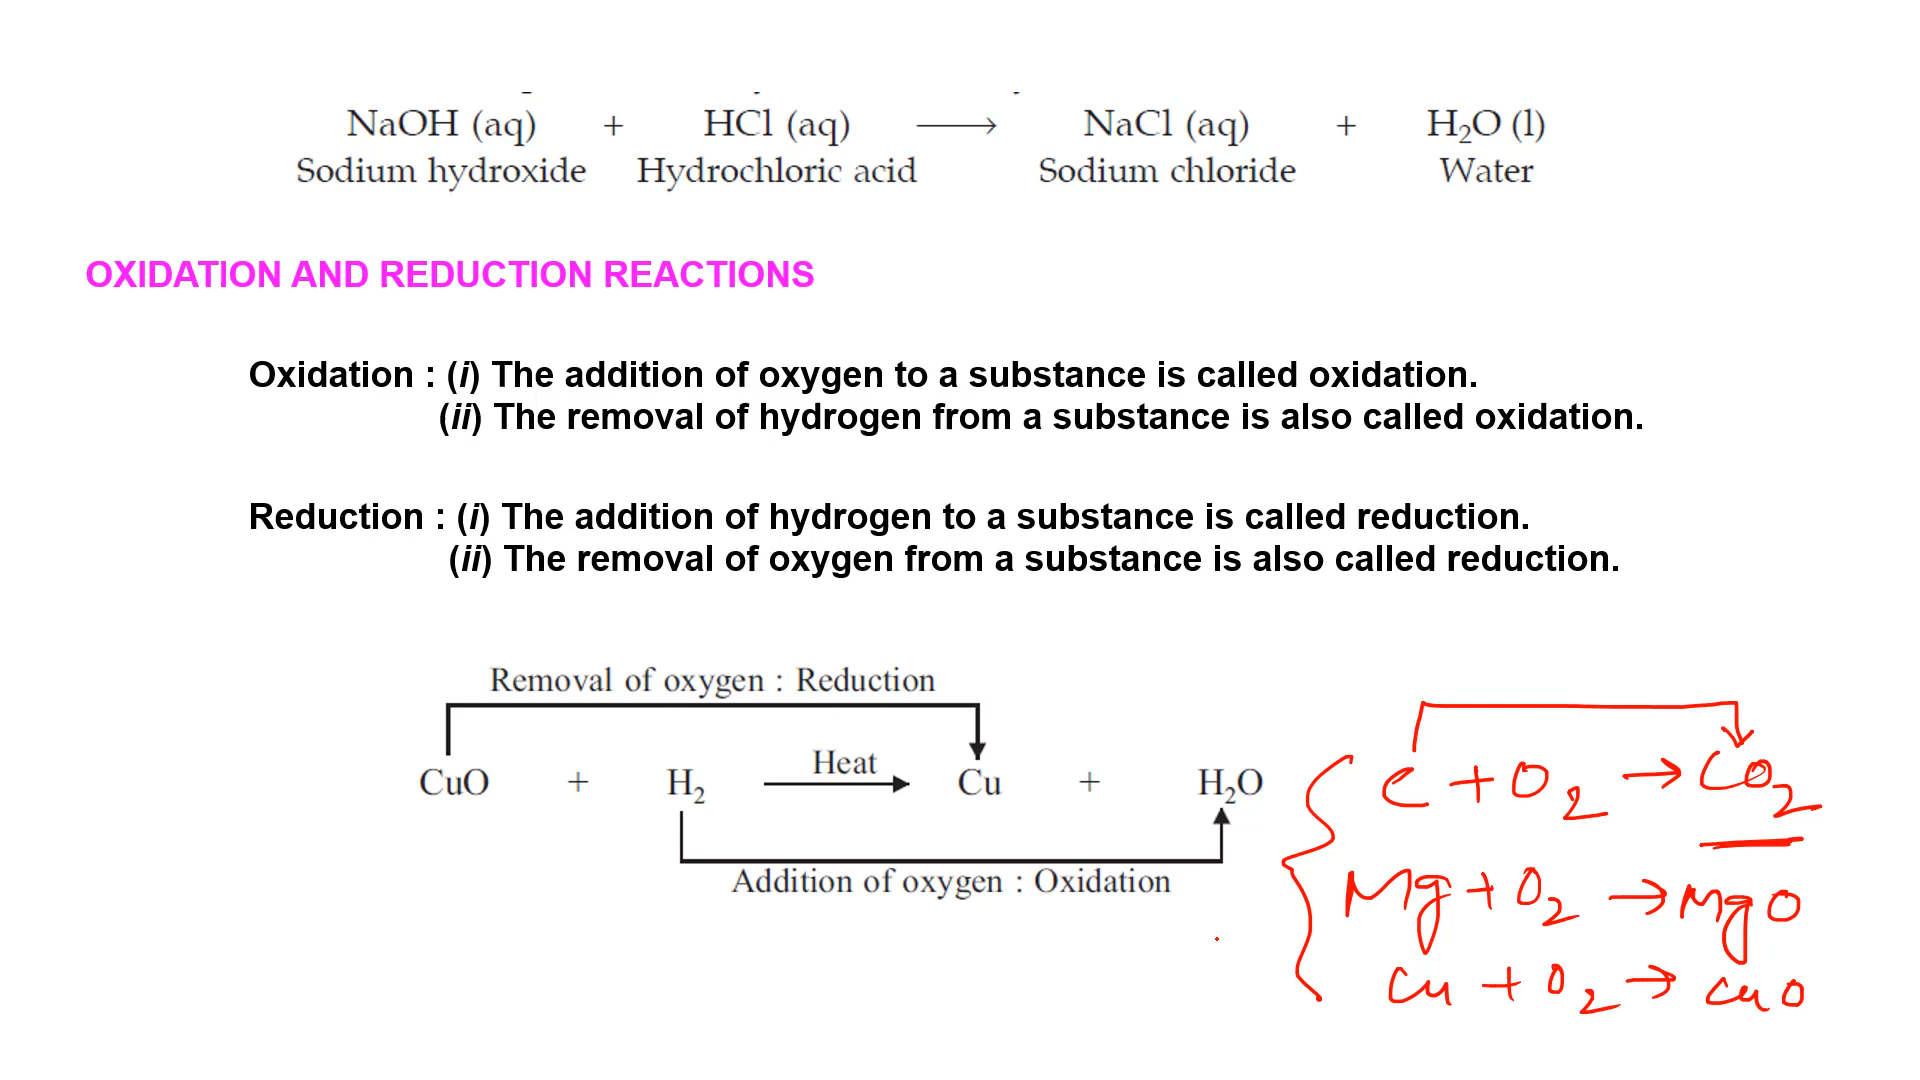 NaOH (aq) + HCl (aq) ⟶ NaCl (aq) + H₂O (l)
Sodium hydroxide Hydrochloric acid Sodium chloride Water
OXIDATION AND REDUCTION REACTIONS
Oxidation : (i) The addition of oxygen to a substance is called oxidation.
(ii) The removal of hydrogen from a substance is also called oxidation.
Reduction : (i) The addition of hydrogen to a substance is called reduction.
(ii) The removal of oxygen from a substance is also called reduction.
Removal of oxygen : Reduction
Heat
CuO + H₂ → Cu + H₂O
Addition of oxygen : Oxidation
C + O₂ → CO₂
Mg + O₂ → MgO
Cu + O₂ → CuO